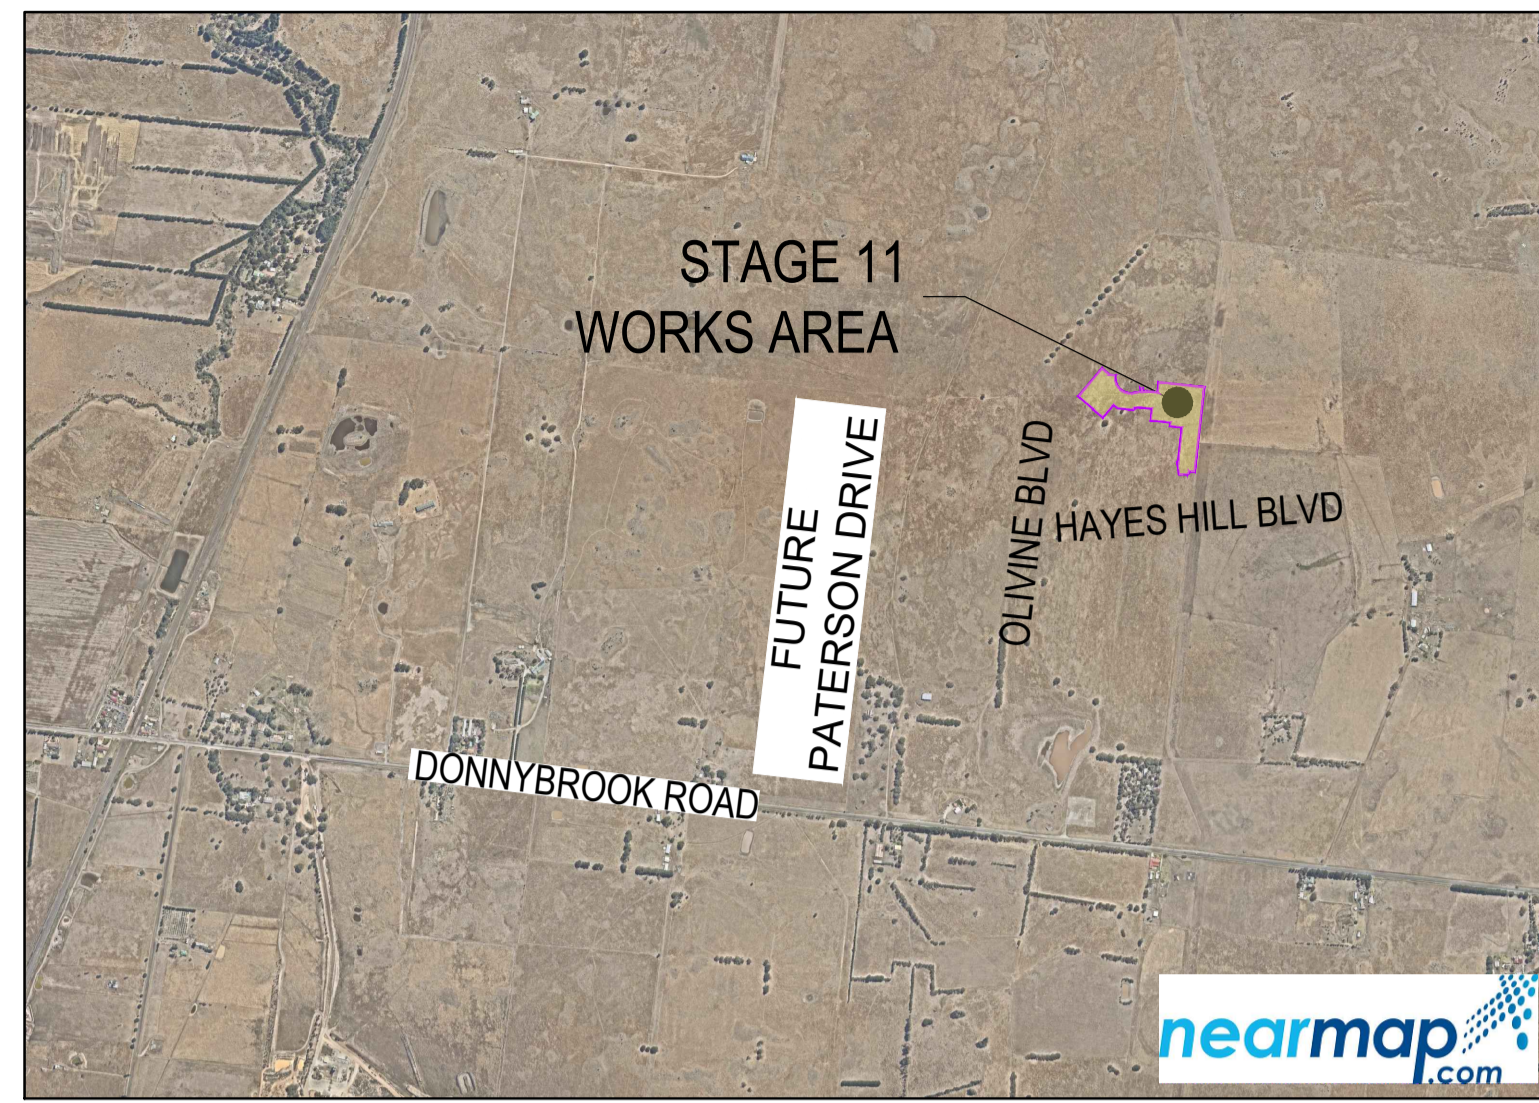 STAGE 11
WORKS AREA
FUTURE
PATERSON DRIVE
OLIVINE BLVD
HAYES HILL BLVD
DONNYBROOK ROAD
nearmap
.com